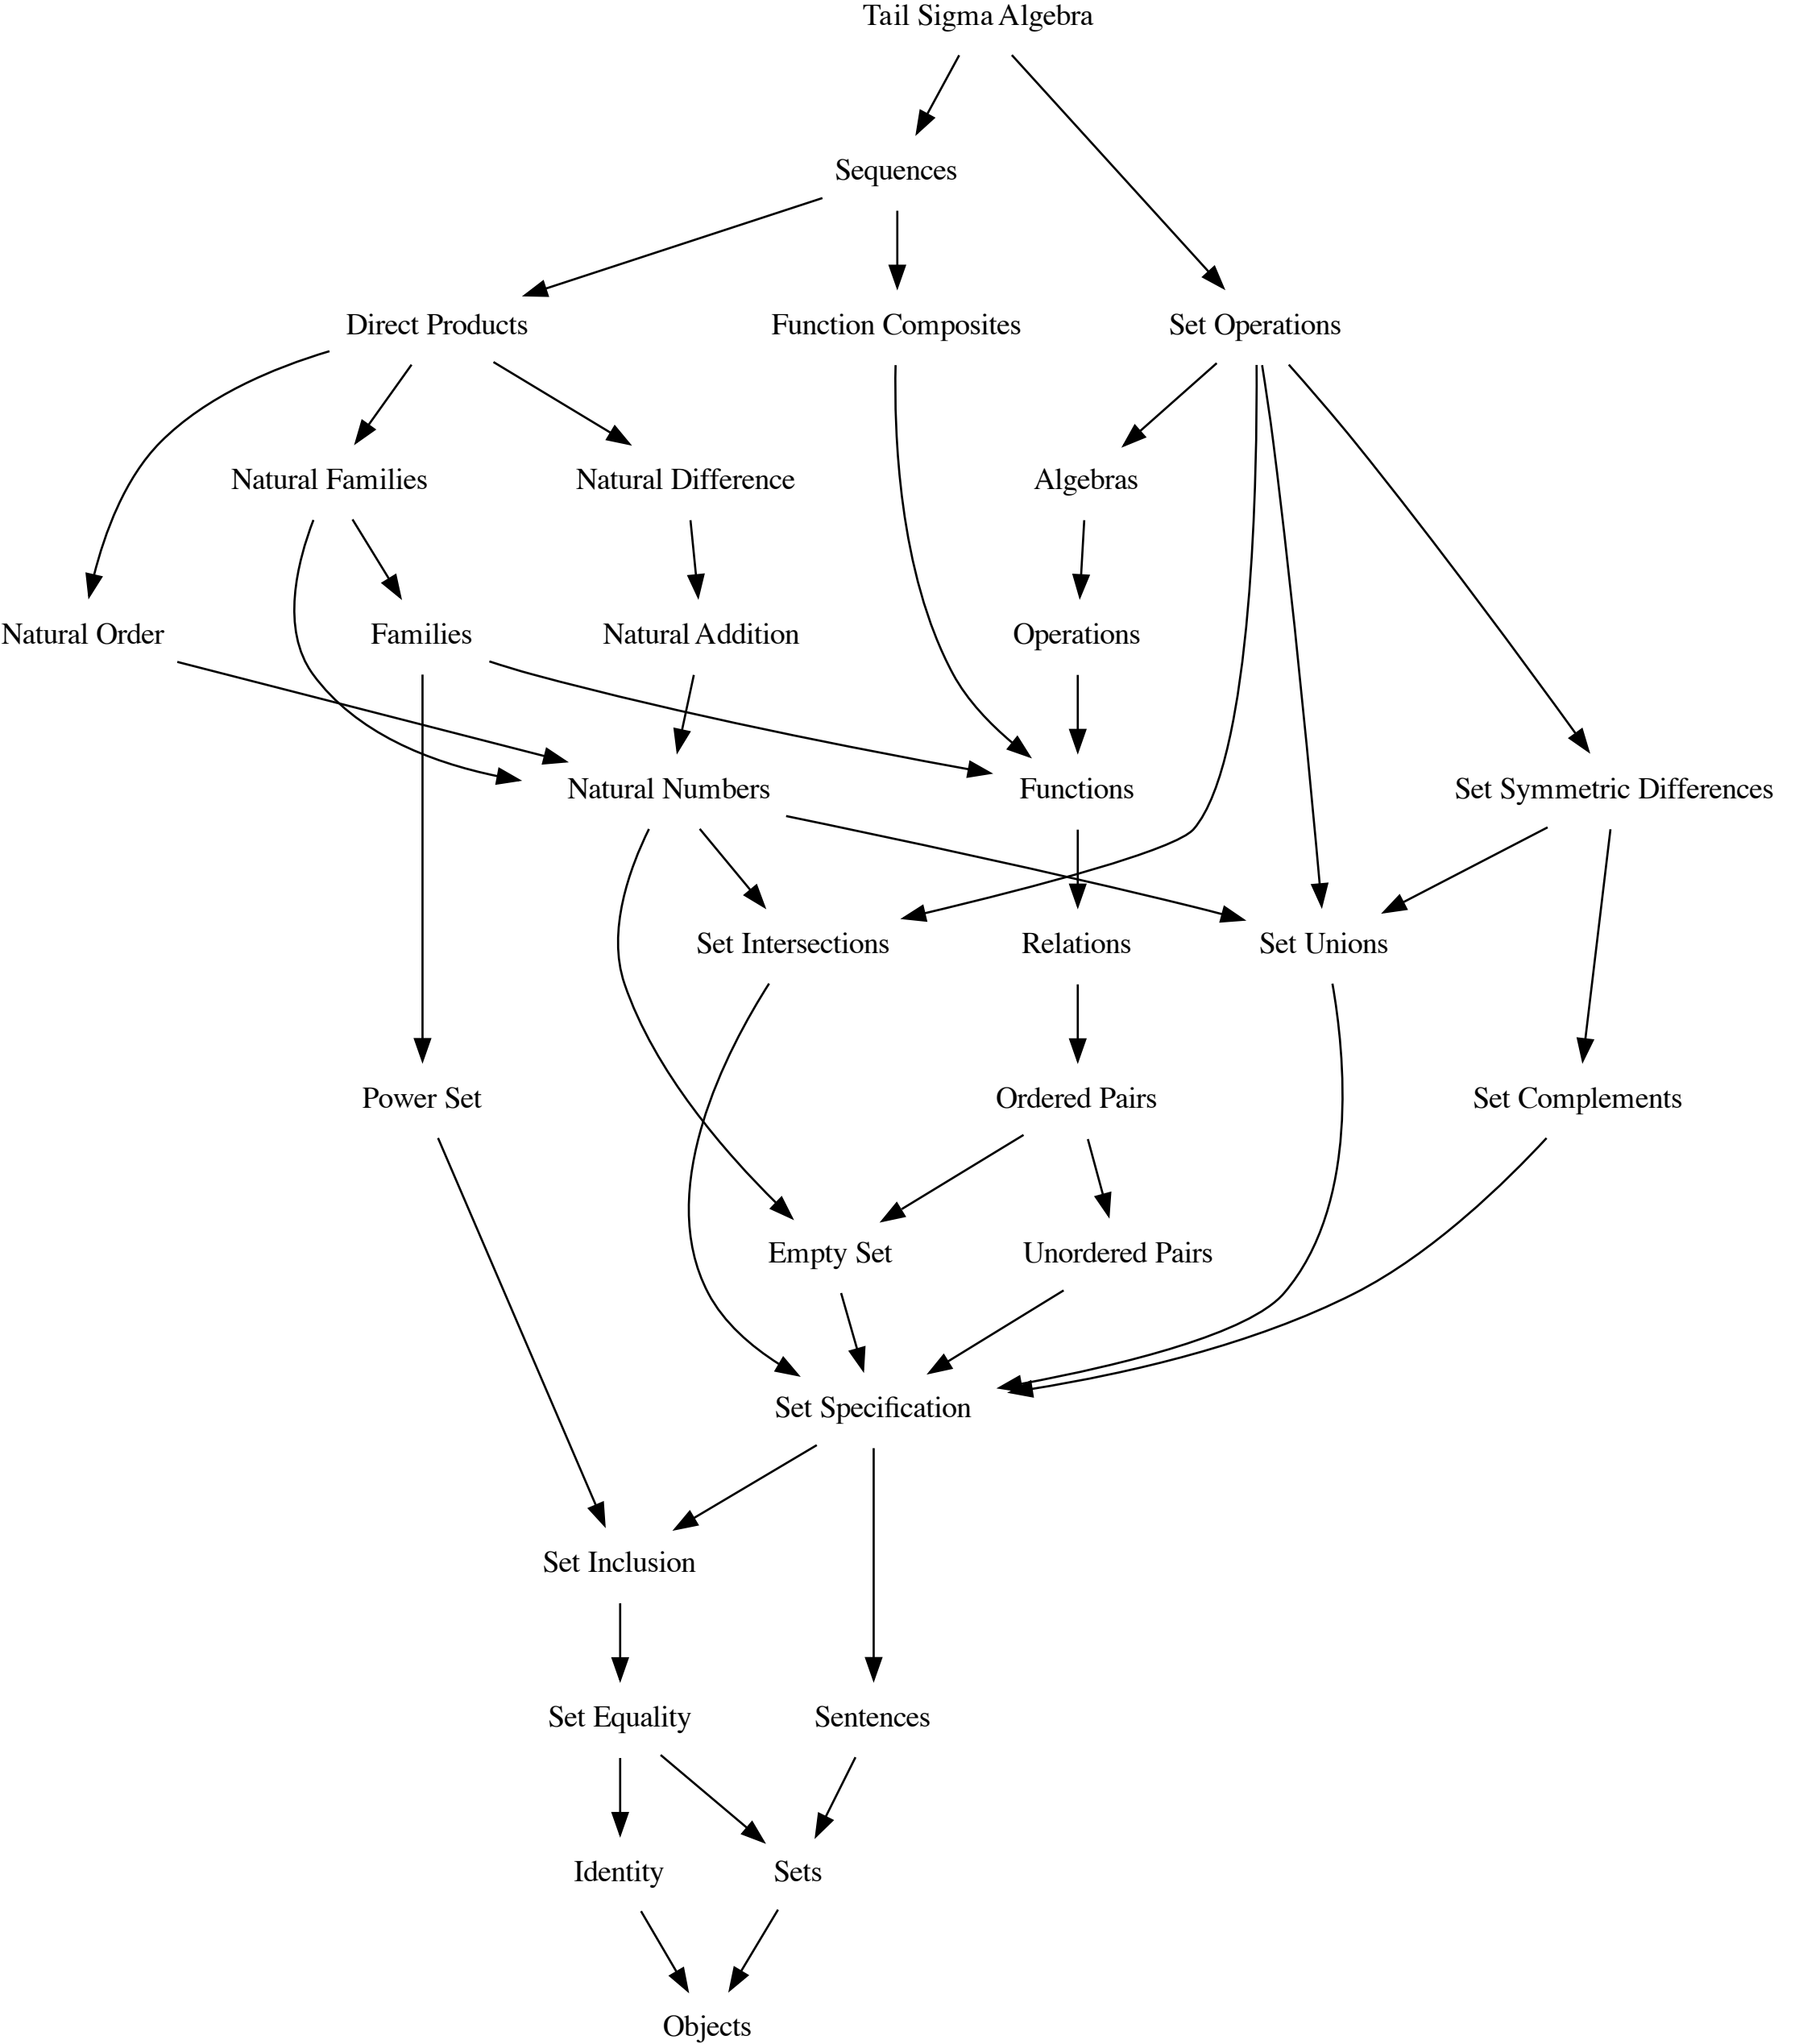 Tail Sigma Algebra
Sequences
Direct Products
Function Composites
Set Operations
Natural Families
Natural Difference
Algebras
Natural Order
Families
Natural Addition
Operations
Natural Numbers
Functions
Set Symmetric Differences
Set Intersections
Relations
Set Unions
Power Set
Ordered Pairs
Set Complements
Empty Set
Unordered Pairs
Set Specification
Set Inclusion
Set Equality
Sentences
Identity
Sets
Objects